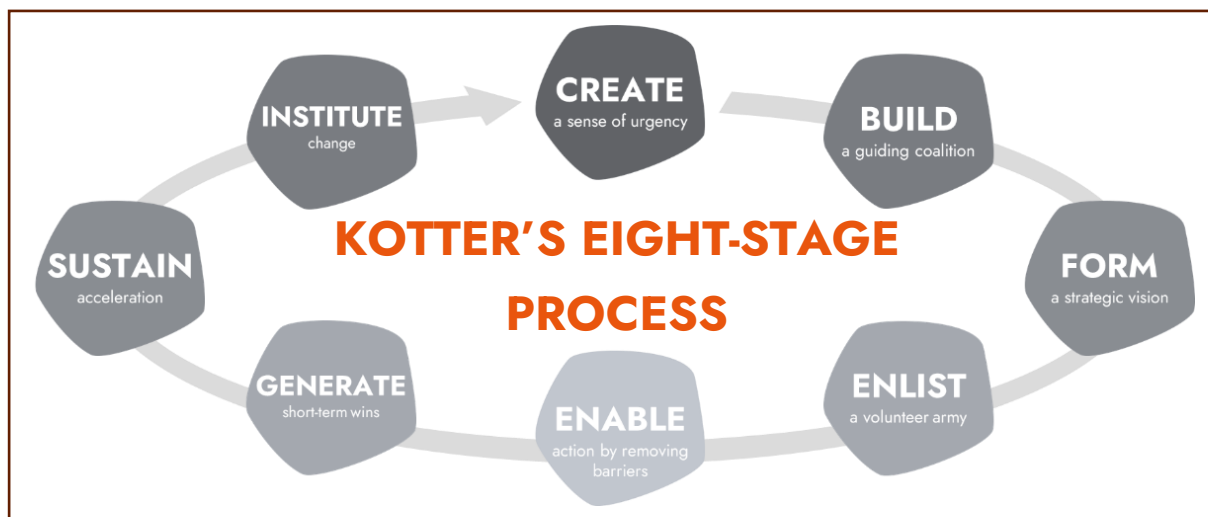 KOTTER'S EIGHT-STAGE
PROCESS
CREATE
a sense of urgency
BUILD
a guiding coalition
FORM
a strategic vision
ENLIST
a volunteer army
ENABLE
action by removing
barriers
GENERATE
short-term wins
SUSTAIN
acceleration
INSTITUTE
change